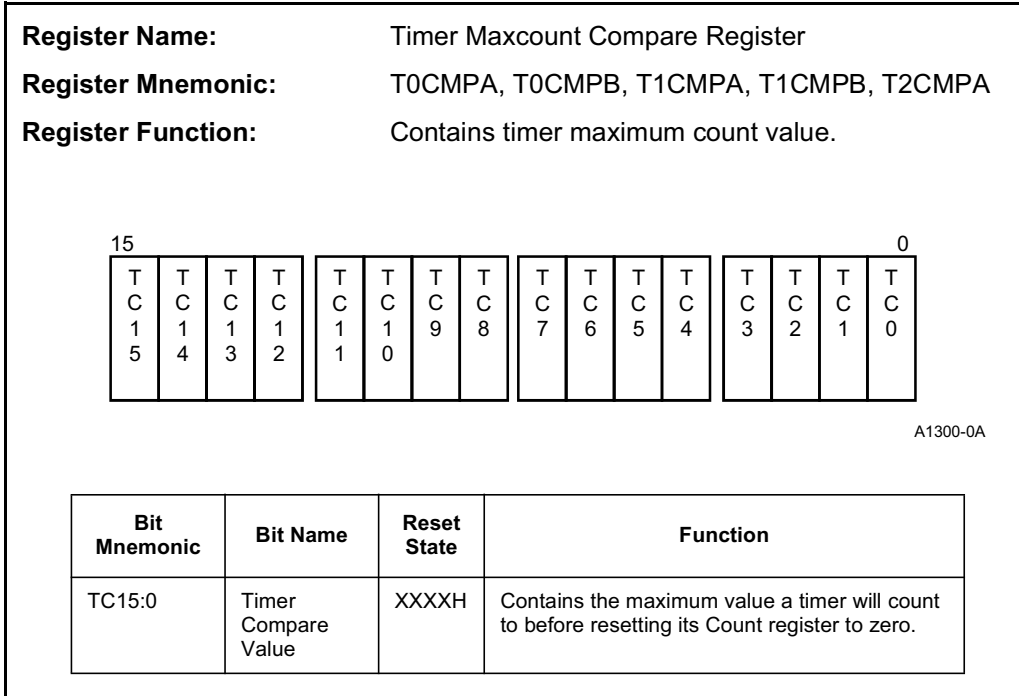 Register Name: Timer Maxcount Compare Register
Register Mnemonic: T0CMPA, T0CMPB, T1CMPA, T1CMPB, T2CMPA
Register Function: Contains timer maximum count value.
15 0
T T T T T T T T T T T T T T T T
C C C C C C C C C C C C C C C C
1 1 1 1 1 1 9 8 7 6 5 4 3 2 1 0
5 4 3 2 1 0
A1300-0A
Bit Mnemonic Bit Name Reset State Function
TC15:0 Timer XXXXH Contains the maximum value a timer will count
Compare to before resetting its Count register to zero.
Value